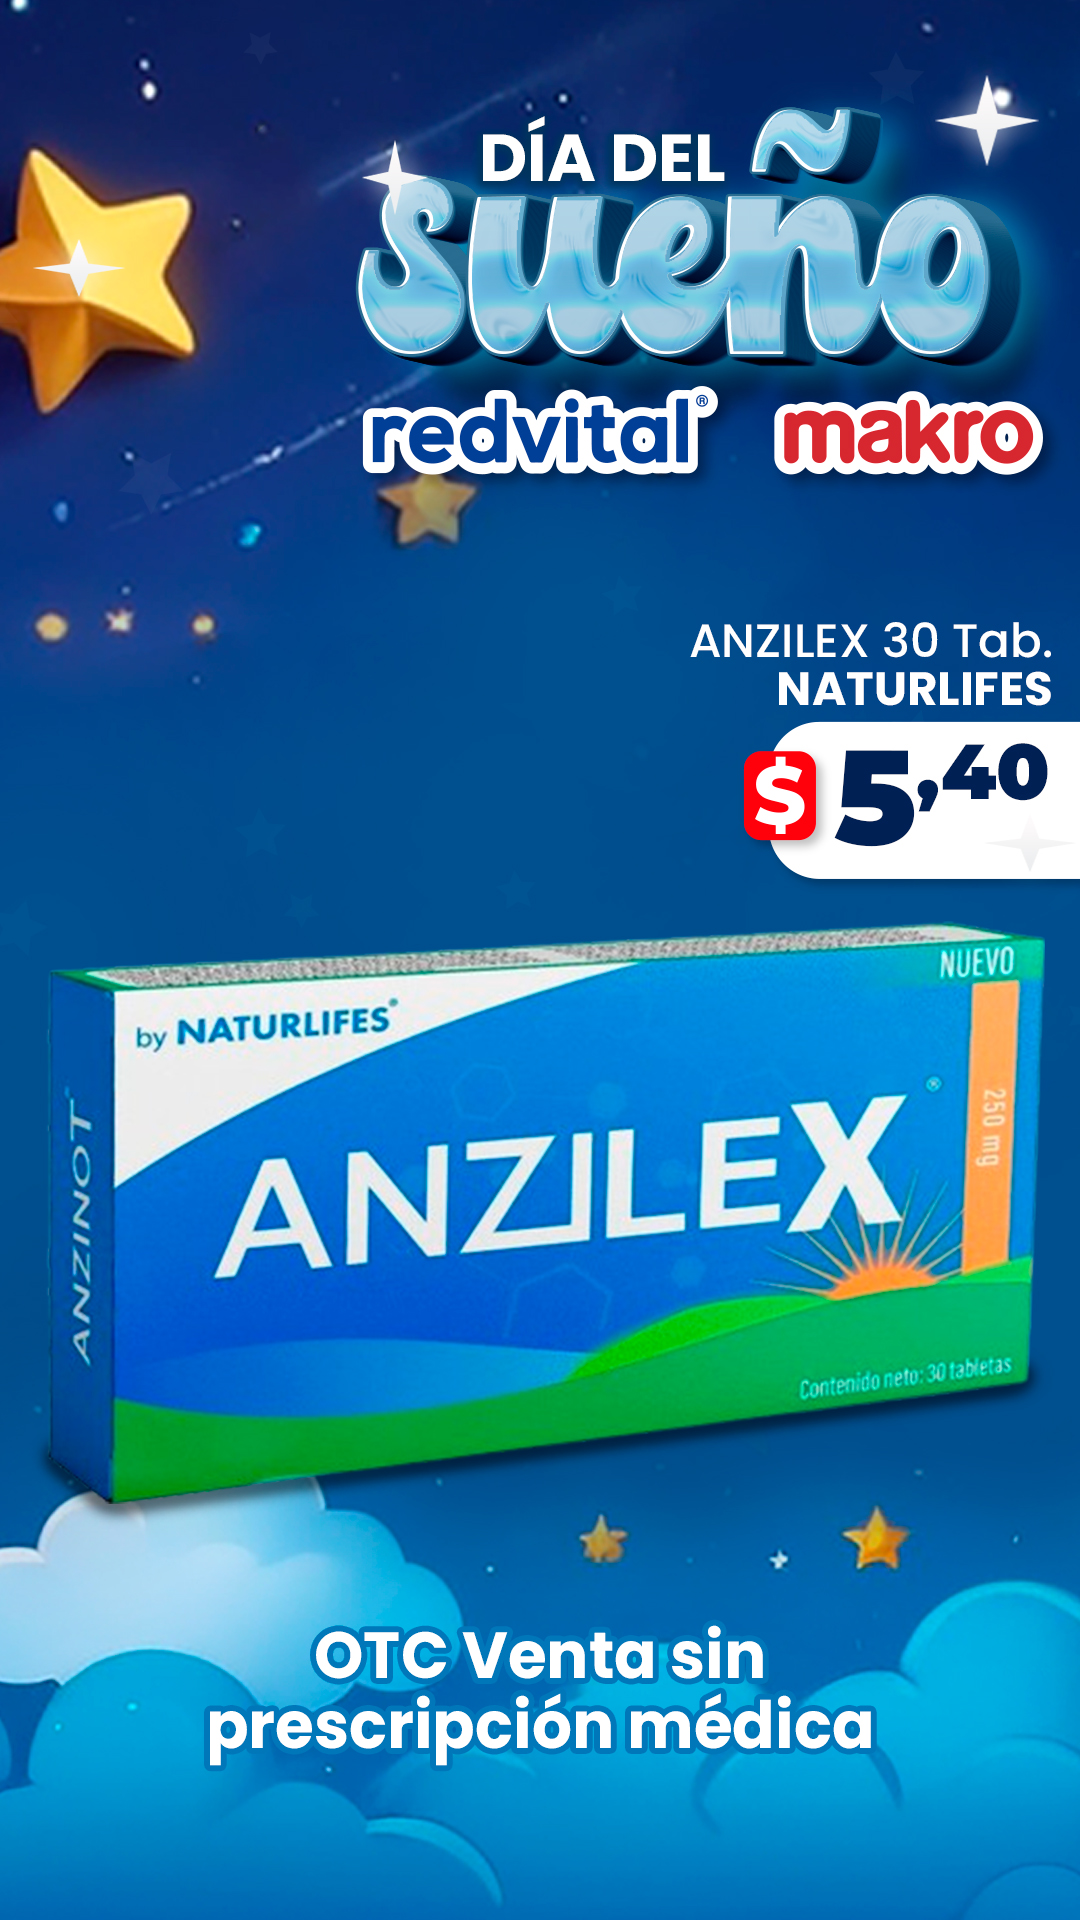 DÍA DEL
sueño
redvital®
makro
ANZILEX 30 Tab.
NATURLIFES
$ 5,40
NUEVO
by NATURLIFES®
ANZILEX®
250 mg
ANZINOT
Contenido neto: 30 tabletas
OTC Venta sin
prescripción médica